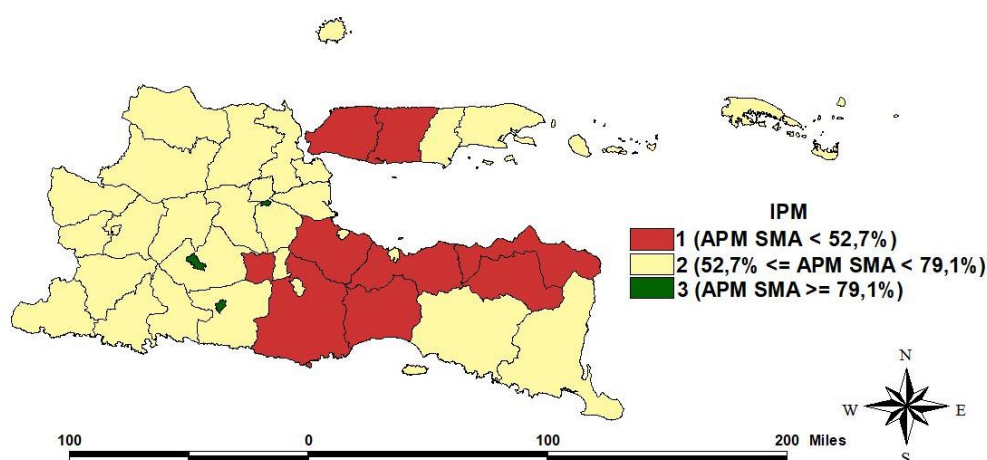 IPM
1 (APM SMA < 52,7%)
2 (52,7% <= APM SMA < 79,1%)
3 (APM SMA >= 79,1%)
N
W E
S
100 0 100 200 Miles